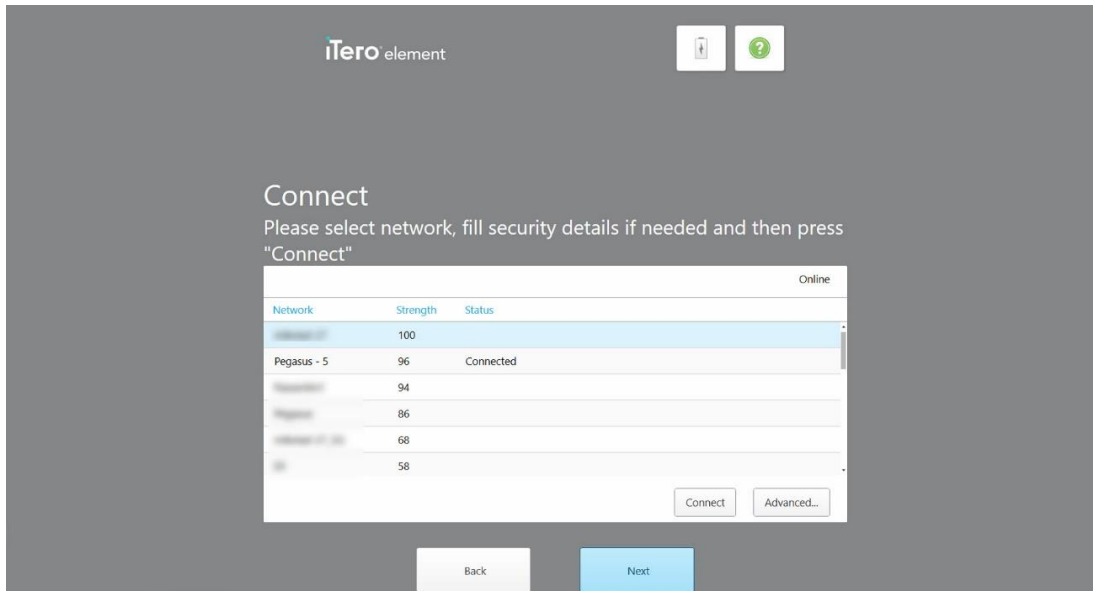 iTero element
Connect
Please select network, fill security details if needed and then press
"Connect"
Online
Network Strength Status
100
Pegasus - 5 96 Connected
94
86
68
58
Connect Advanced...
Back Next